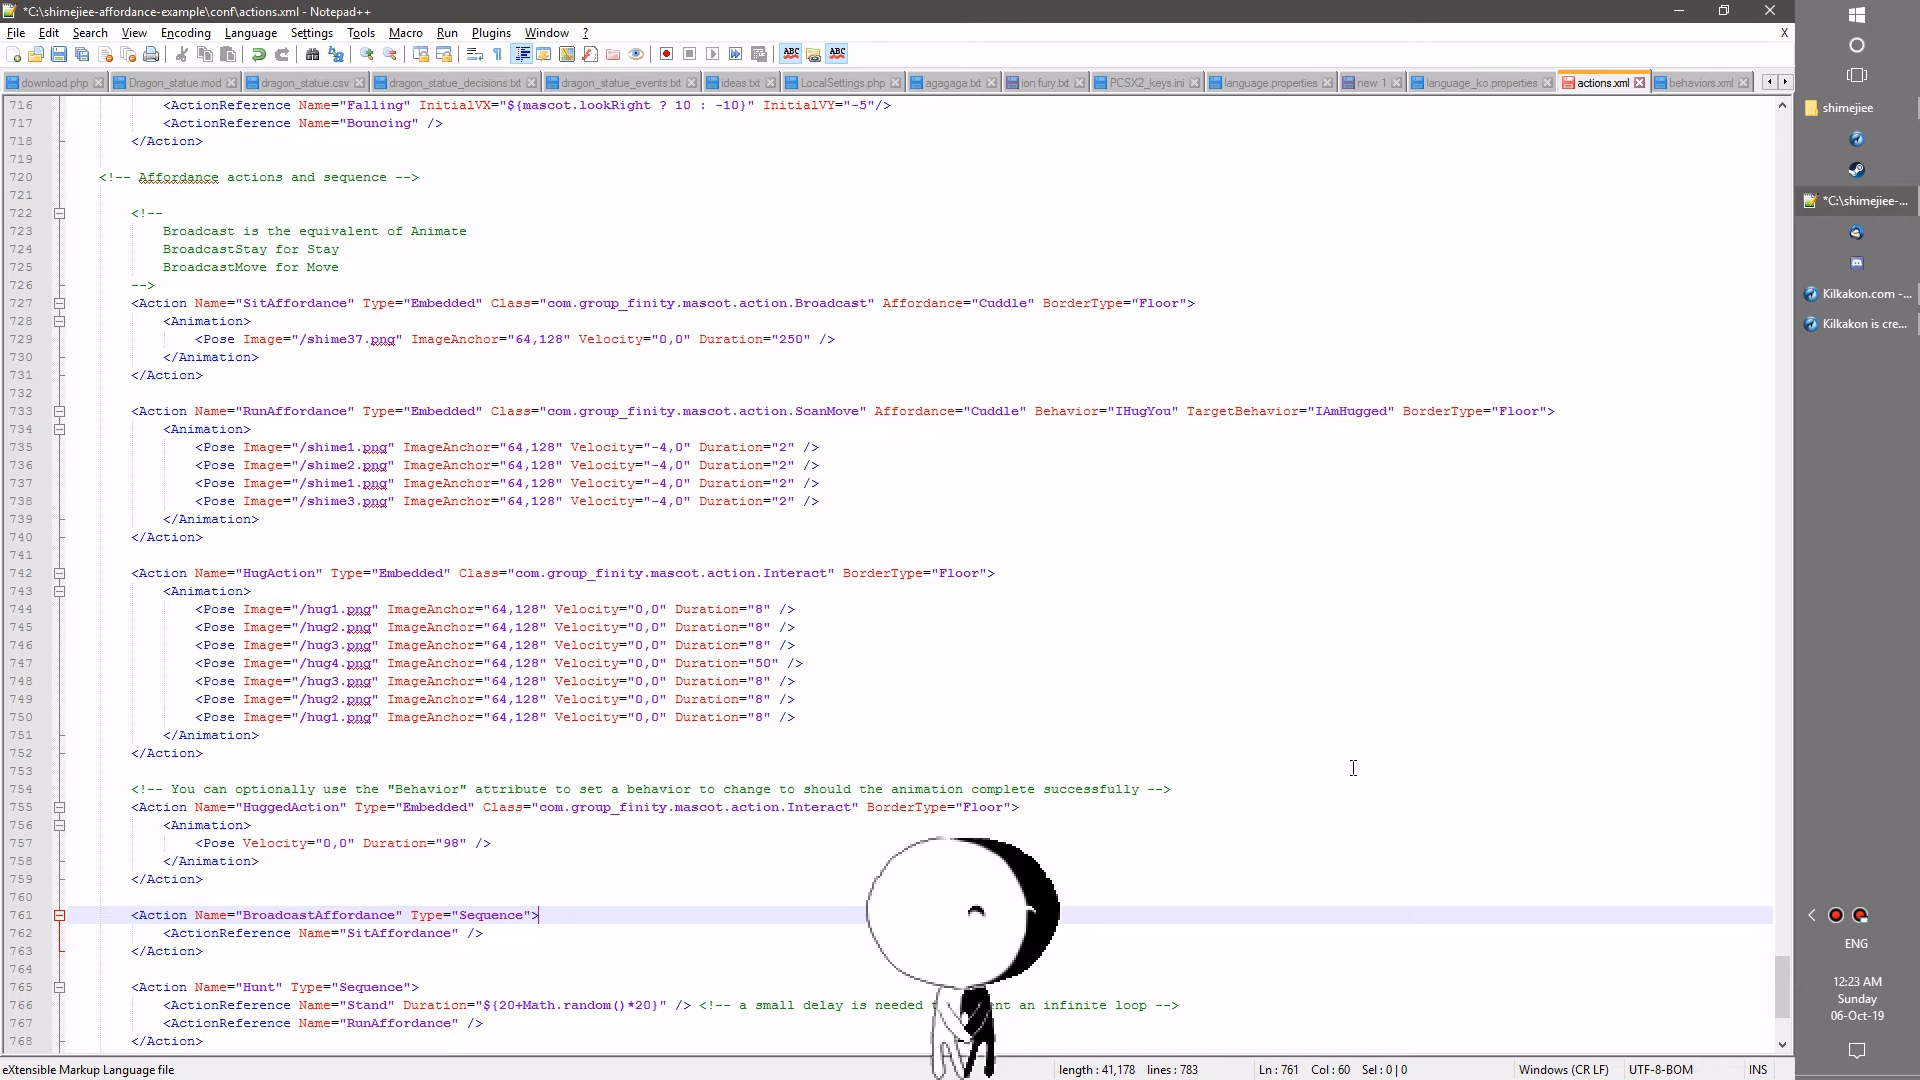 *C:\shimejiee-affordance-example\conf\actions.xml - Notepad++
File Edit Search View Encoding Language Settings Tools Macro Run Plugins Window ? X
download.php Dragon_statue.mod dragon_statue.csv dragon_statue_decisions.txt dragon_statue_events.txt ideas.txt LocalSettings.php agagaga.txt ion fury.txt PCSX2_keys.ini language.properties new 1 language_ko.properties actions.xml behaviors.xml
716 <ActionReference Name="Falling" InitialVX="${mascot.lookRight ? 10 : -10}" InitialVY="-5"/>
717 <ActionReference Name="Bouncing" />
718 </Action>
719
720 <!-- Affordance actions and sequence -->
721
722 <!--
723 Broadcast is the equivalent of Animate
724 BroadcastStay for Stay
725 BroadcastMove for Move
726 -->
727 <Action Name="SitAffordance" Type="Embedded" Class="com.group_finity.mascot.action.Broadcast" Affordance="Cuddle" BorderType="Floor">
728 <Animation>
729 <Pose Image="/shime37.png" ImageAnchor="64,128" Velocity="0,0" Duration="250" />
730 </Animation>
731 </Action>
732
733 <Action Name="RunAffordance" Type="Embedded" Class="com.group_finity.mascot.action.ScanMove" Affordance="Cuddle" Behavior="IHugYou" TargetBehavior="IAmHugged" BorderType="Floor">
734 <Animation>
735 <Pose Image="/shime1.png" ImageAnchor="64,128" Velocity="-4,0" Duration="2" />
736 <Pose Image="/shime2.png" ImageAnchor="64,128" Velocity="-4,0" Duration="2" />
737 <Pose Image="/shime1.png" ImageAnchor="64,128" Velocity="-4,0" Duration="2" />
738 <Pose Image="/shime3.png" ImageAnchor="64,128" Velocity="-4,0" Duration="2" />
739 </Animation>
740 </Action>
741
742 <Action Name="HugAction" Type="Embedded" Class="com.group_finity.mascot.action.Interact" BorderType="Floor">
743 <Animation>
744 <Pose Image="/hug1.png" ImageAnchor="64,128" Velocity="0,0" Duration="8" />
745 <Pose Image="/hug2.png" ImageAnchor="64,128" Velocity="0,0" Duration="8" />
746 <Pose Image="/hug3.png" ImageAnchor="64,128" Velocity="0,0" Duration="8" />
747 <Pose Image="/hug4.png" ImageAnchor="64,128" Velocity="0,0" Duration="50" />
748 <Pose Image="/hug3.png" ImageAnchor="64,128" Velocity="0,0" Duration="8" />
749 <Pose Image="/hug2.png" ImageAnchor="64,128" Velocity="0,0" Duration="8" />
750 <Pose Image="/hug1.png" ImageAnchor="64,128" Velocity="0,0" Duration="8" />
751 </Animation>
752 </Action>
753
754 <!-- You can optionally use the "Behavior" attribute to set a behavior to change to should the animation complete successfully -->
755 <Action Name="HuggedAction" Type="Embedded" Class="com.group_finity.mascot.action.Interact" BorderType="Floor">
756 <Animation>
757 <Pose Velocity="0,0" Duration="98" />
758 </Animation>
759 </Action>
760
761 <Action Name="BroadcastAffordance" Type="Sequence">
762 <ActionReference Name="SitAffordance" />
763 </Action>
764
765 <Action Name="Hunt" Type="Sequence">
766 <ActionReference Name="Stand" Duration="${20+Math.random()*20}" /> <!-- a small delay is needed ent an infinite loop -->
767 <ActionReference Name="RunAffordance" />
768 </Action>
eXtensible Markup Language file length : 41,178 lines : 783 Ln : 761 Col : 60 Sel : 0 | 0 Windows (CR LF) UTF-8-BOM INS
shimejiee
*C:\shimejiee-...
Kilkakon.com -...
Kilkakon is cre...
ENG
12:23 AM
Sunday
06-Oct-19